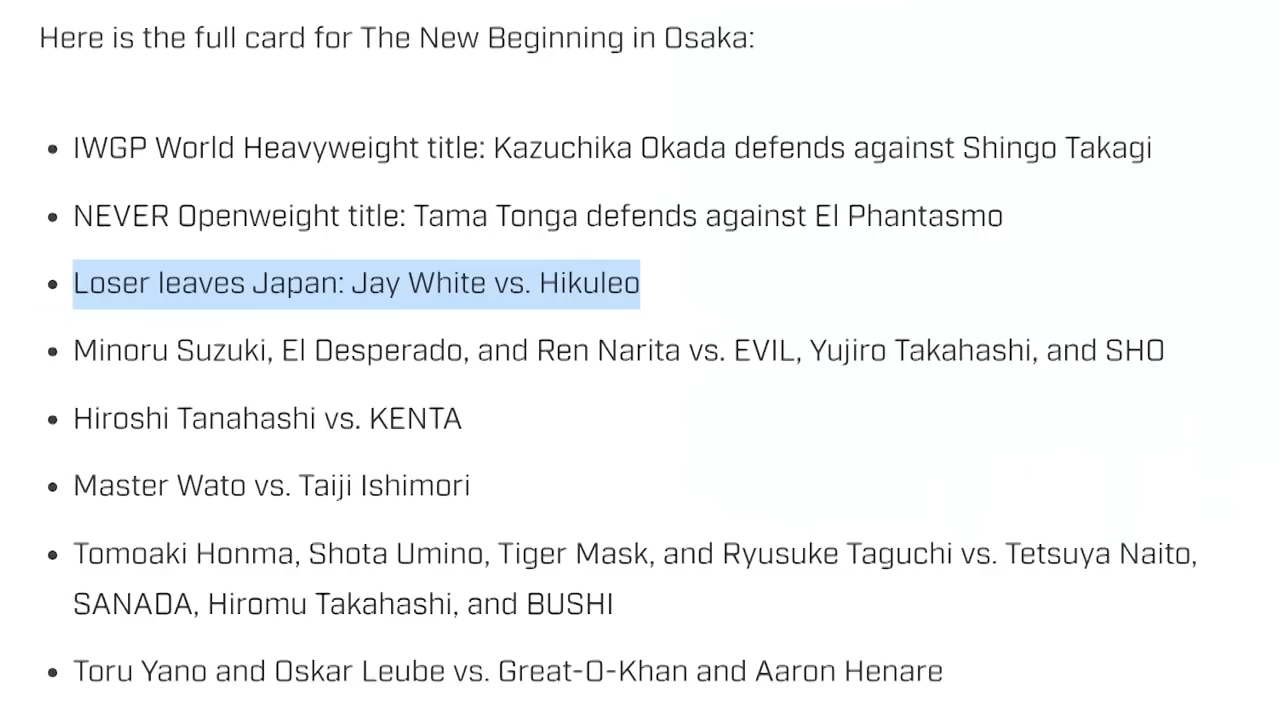 Here is the full card for The New Beginning in Osaka:
• IWGP World Heavyweight title: Kazuchika Okada defends against Shingo Takagi
• NEVER Openweight title: Tama Tonga defends against El Phantasmo
• Loser leaves Japan: Jay White vs. Hikuleo
• Minoru Suzuki, El Desperado, and Ren Narita vs. EVIL, Yujiro Takahashi, and SHO
• Hiroshi Tanahashi vs. KENTA
• Master Wato vs. Taiji Ishimori
• Tomoaki Honma, Shota Umino, Tiger Mask, and Ryusuke Taguchi vs. Tetsuya Naito,
SANADA, Hiromu Takahashi, and BUSHI
• Toru Yano and Oskar Leube vs. Great-O-Khan and Aaron Henare